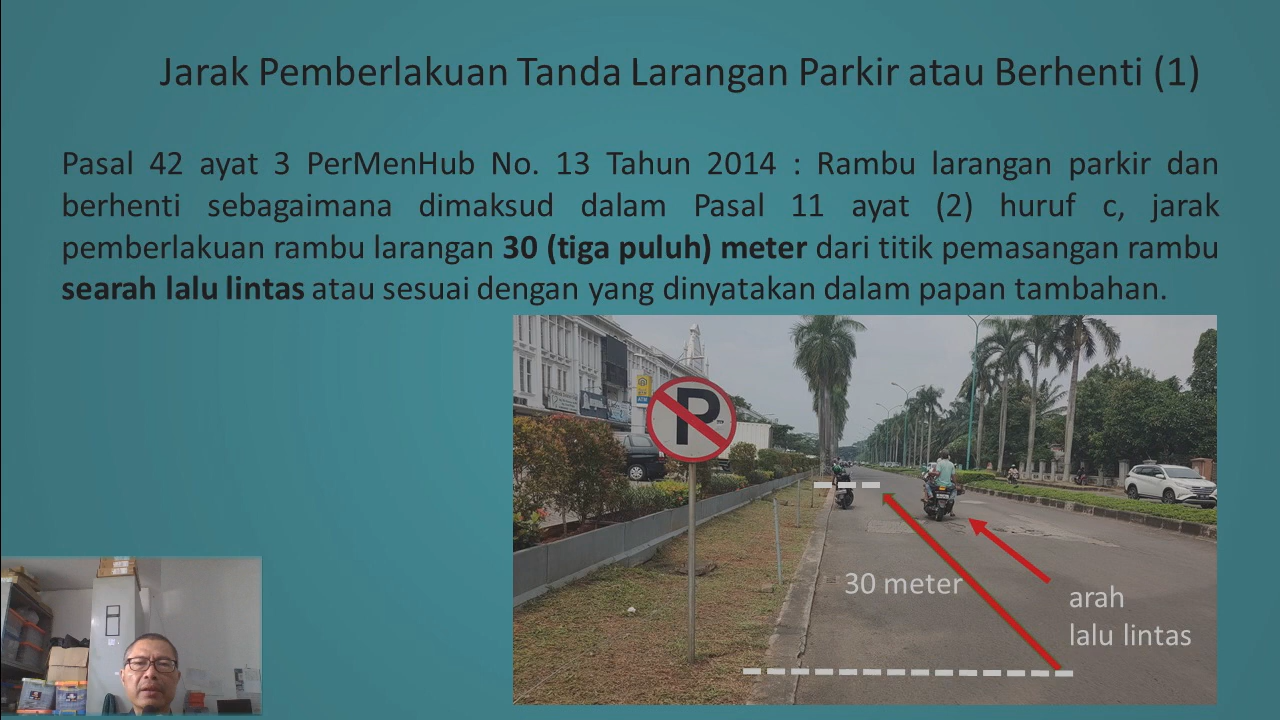 Jarak Pemberlakuan Tanda Larangan Parkir atau Berhenti (1)
Pasal 42 ayat 3 PerMenHub No. 13 Tahun 2014 : Rambu larangan parkir dan
berhenti sebagaimana dimaksud dalam Pasal 11 ayat (2) huruf c, jarak
pemberlakuan rambu larangan 30 (tiga puluh) meter dari titik pemasangan rambu
searah lalu lintas atau sesuai dengan yang dinyatakan dalam papan tambahan.
ATM
P
30 meter
arah
lalu lintas